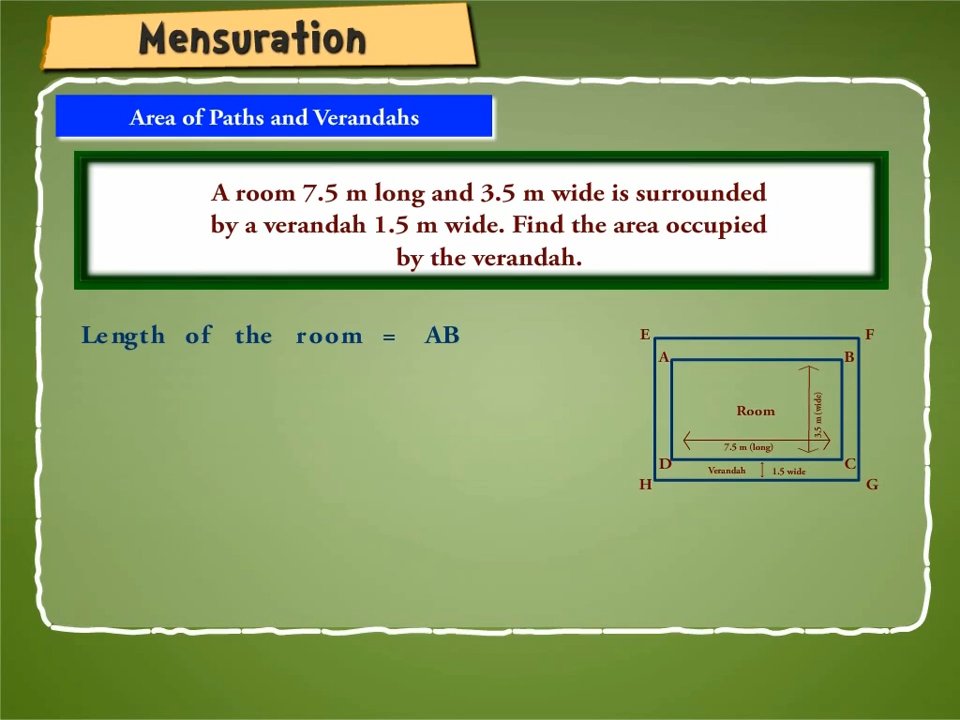 Mensuration
Area of Paths and Verandahs
A room 7.5 m long and 3.5 m wide is surrounded
by a verandah 1.5 m wide. Find the area occupied
by the verandah.
Length of the room = AB
E F
A B
3.5 m (wide)
Room
7.5 m (long)
D C
Verandah 1.5 wide
H G